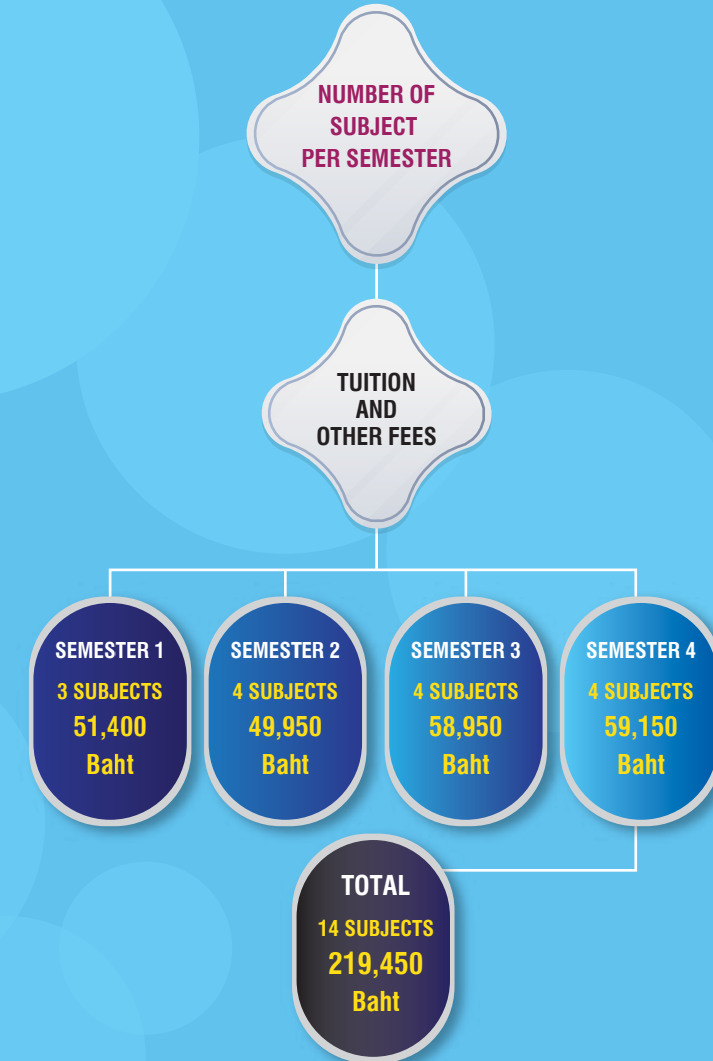 NUMBER OF
SUBJECT
PER SEMESTER
TUITION
AND
OTHER FEES
SEMESTER 1
3 SUBJECTS
51,400
Baht
SEMESTER 2
4 SUBJECTS
49,950
Baht
SEMESTER 3
4 SUBJECTS
58,950
Baht
SEMESTER 4
4 SUBJECTS
59,150
Baht
TOTAL
14 SUBJECTS
219,450
Baht